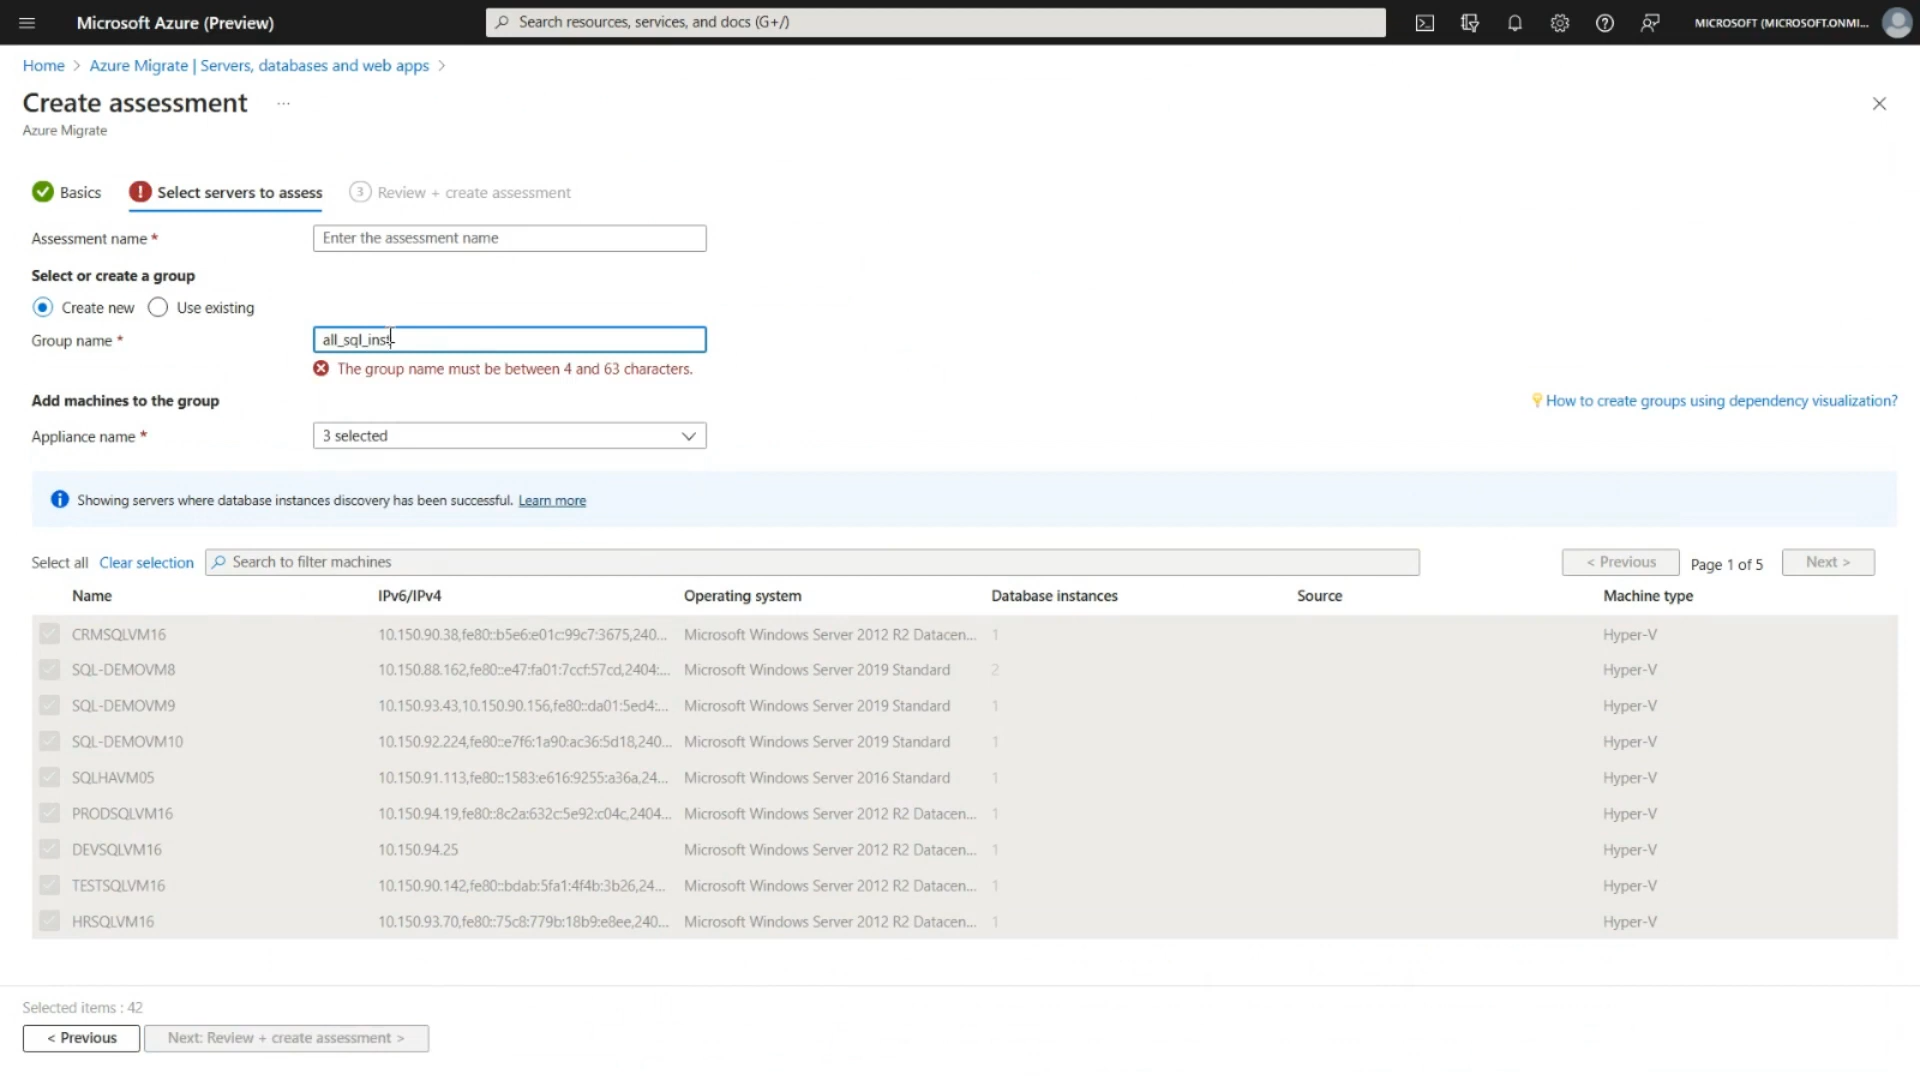 Microsoft Azure (Preview)
Search resources, services, and docs (G+/)
MICROSOFT (MICROSOFT.ONMI...
Home > Azure Migrate | Servers, databases and web apps >
Create assessment ...
Azure Migrate
Basics
! Select servers to assess
3 Review + create assessment
Assessment name *
Enter the assessment name
Select or create a group
Create new
Use existing
Group name *
all_sql_inst
The group name must be between 4 and 63 characters.
Add machines to the group
How to create groups using dependency visualization?
Appliance name *
3 selected
Showing servers where database instances discovery has been successful. Learn more
Select all Clear selection
Search to filter machines
< Previous
Page 1 of 5
Next >
Name IPv6/IPv4 Operating system Database instances Source Machine type
CRMSQLVM16 10.150.90.38,fe80::b5e6:e01c:99c7:3675,240... Microsoft Windows Server 2012 R2 Datacen... 1 Hyper-V
SQL-DEMOVM8 10.150.88.162,fe80::e47:fa01:7ccf:57cd,2404:... Microsoft Windows Server 2019 Standard 2 Hyper-V
SQL-DEMOVM9 10.150.93.43,10.150.90.156,fe80::da01:5ed4:... Microsoft Windows Server 2019 Standard 1 Hyper-V
SQL-DEMOVM10 10.150.92.224,fe80::e7f6:1a90:ac36:5d18,240... Microsoft Windows Server 2019 Standard 1 Hyper-V
SQLHAVM05 10.150.91.113,fe80::1583:e616:9255:a36a,24... Microsoft Windows Server 2016 Standard 1 Hyper-V
PRODSQLVM16 10.150.94.19,fe80::8c2a:632c:5e92:c04c,2404... Microsoft Windows Server 2012 R2 Datacen... 1 Hyper-V
DEVSQLVM16 10.150.94.25 Microsoft Windows Server 2012 R2 Datacen... 1 Hyper-V
TESTSQLVM16 10.150.90.142,fe80::bdab:5fa1:4f4b:3b26,24... Microsoft Windows Server 2012 R2 Datacen... 1 Hyper-V
HRSQLVM16 10.150.93.70,fe80::75c8:779b:18b9:e8ee,240... Microsoft Windows Server 2012 R2 Datacen... 1 Hyper-V
Selected items : 42
< Previous
Next: Review + create assessment >